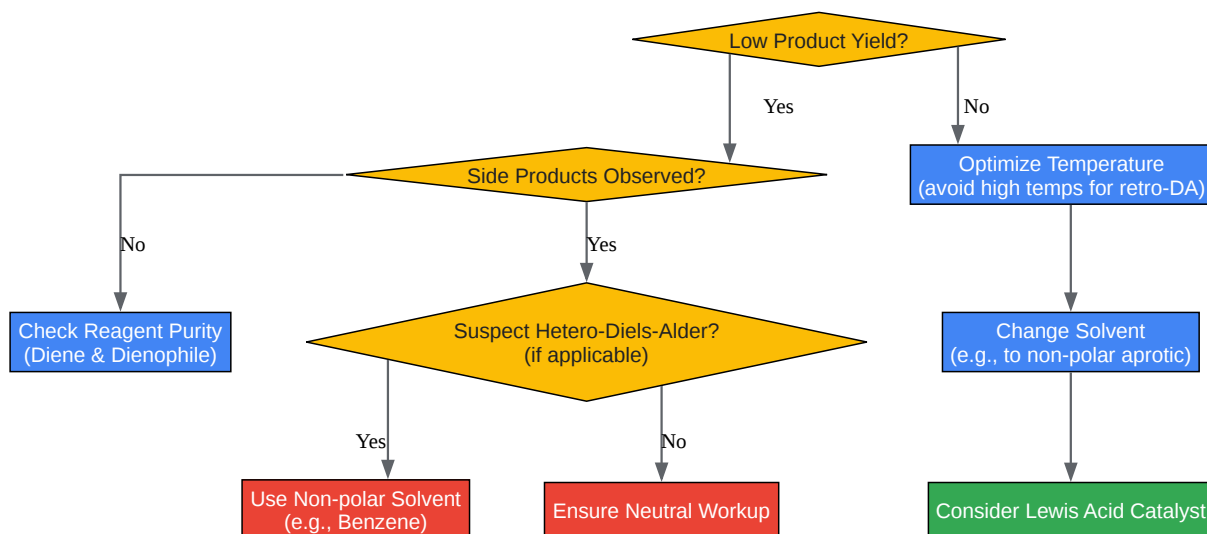 Low Product Yield?
Yes
No
Side Products Observed?
Optimize Temperature
(avoid high temps for retro-DA)
No
Yes
Check Reagent Purity
(Diene & Dienophile)
Suspect Hetero-Diels-Alder?
(if applicable)
Change Solvent
(e.g., to non-polar aprotic)
Yes
No
Use Non-polar Solvent
(e.g., Benzene)
Ensure Neutral Workup
Consider Lewis Acid Catalyst